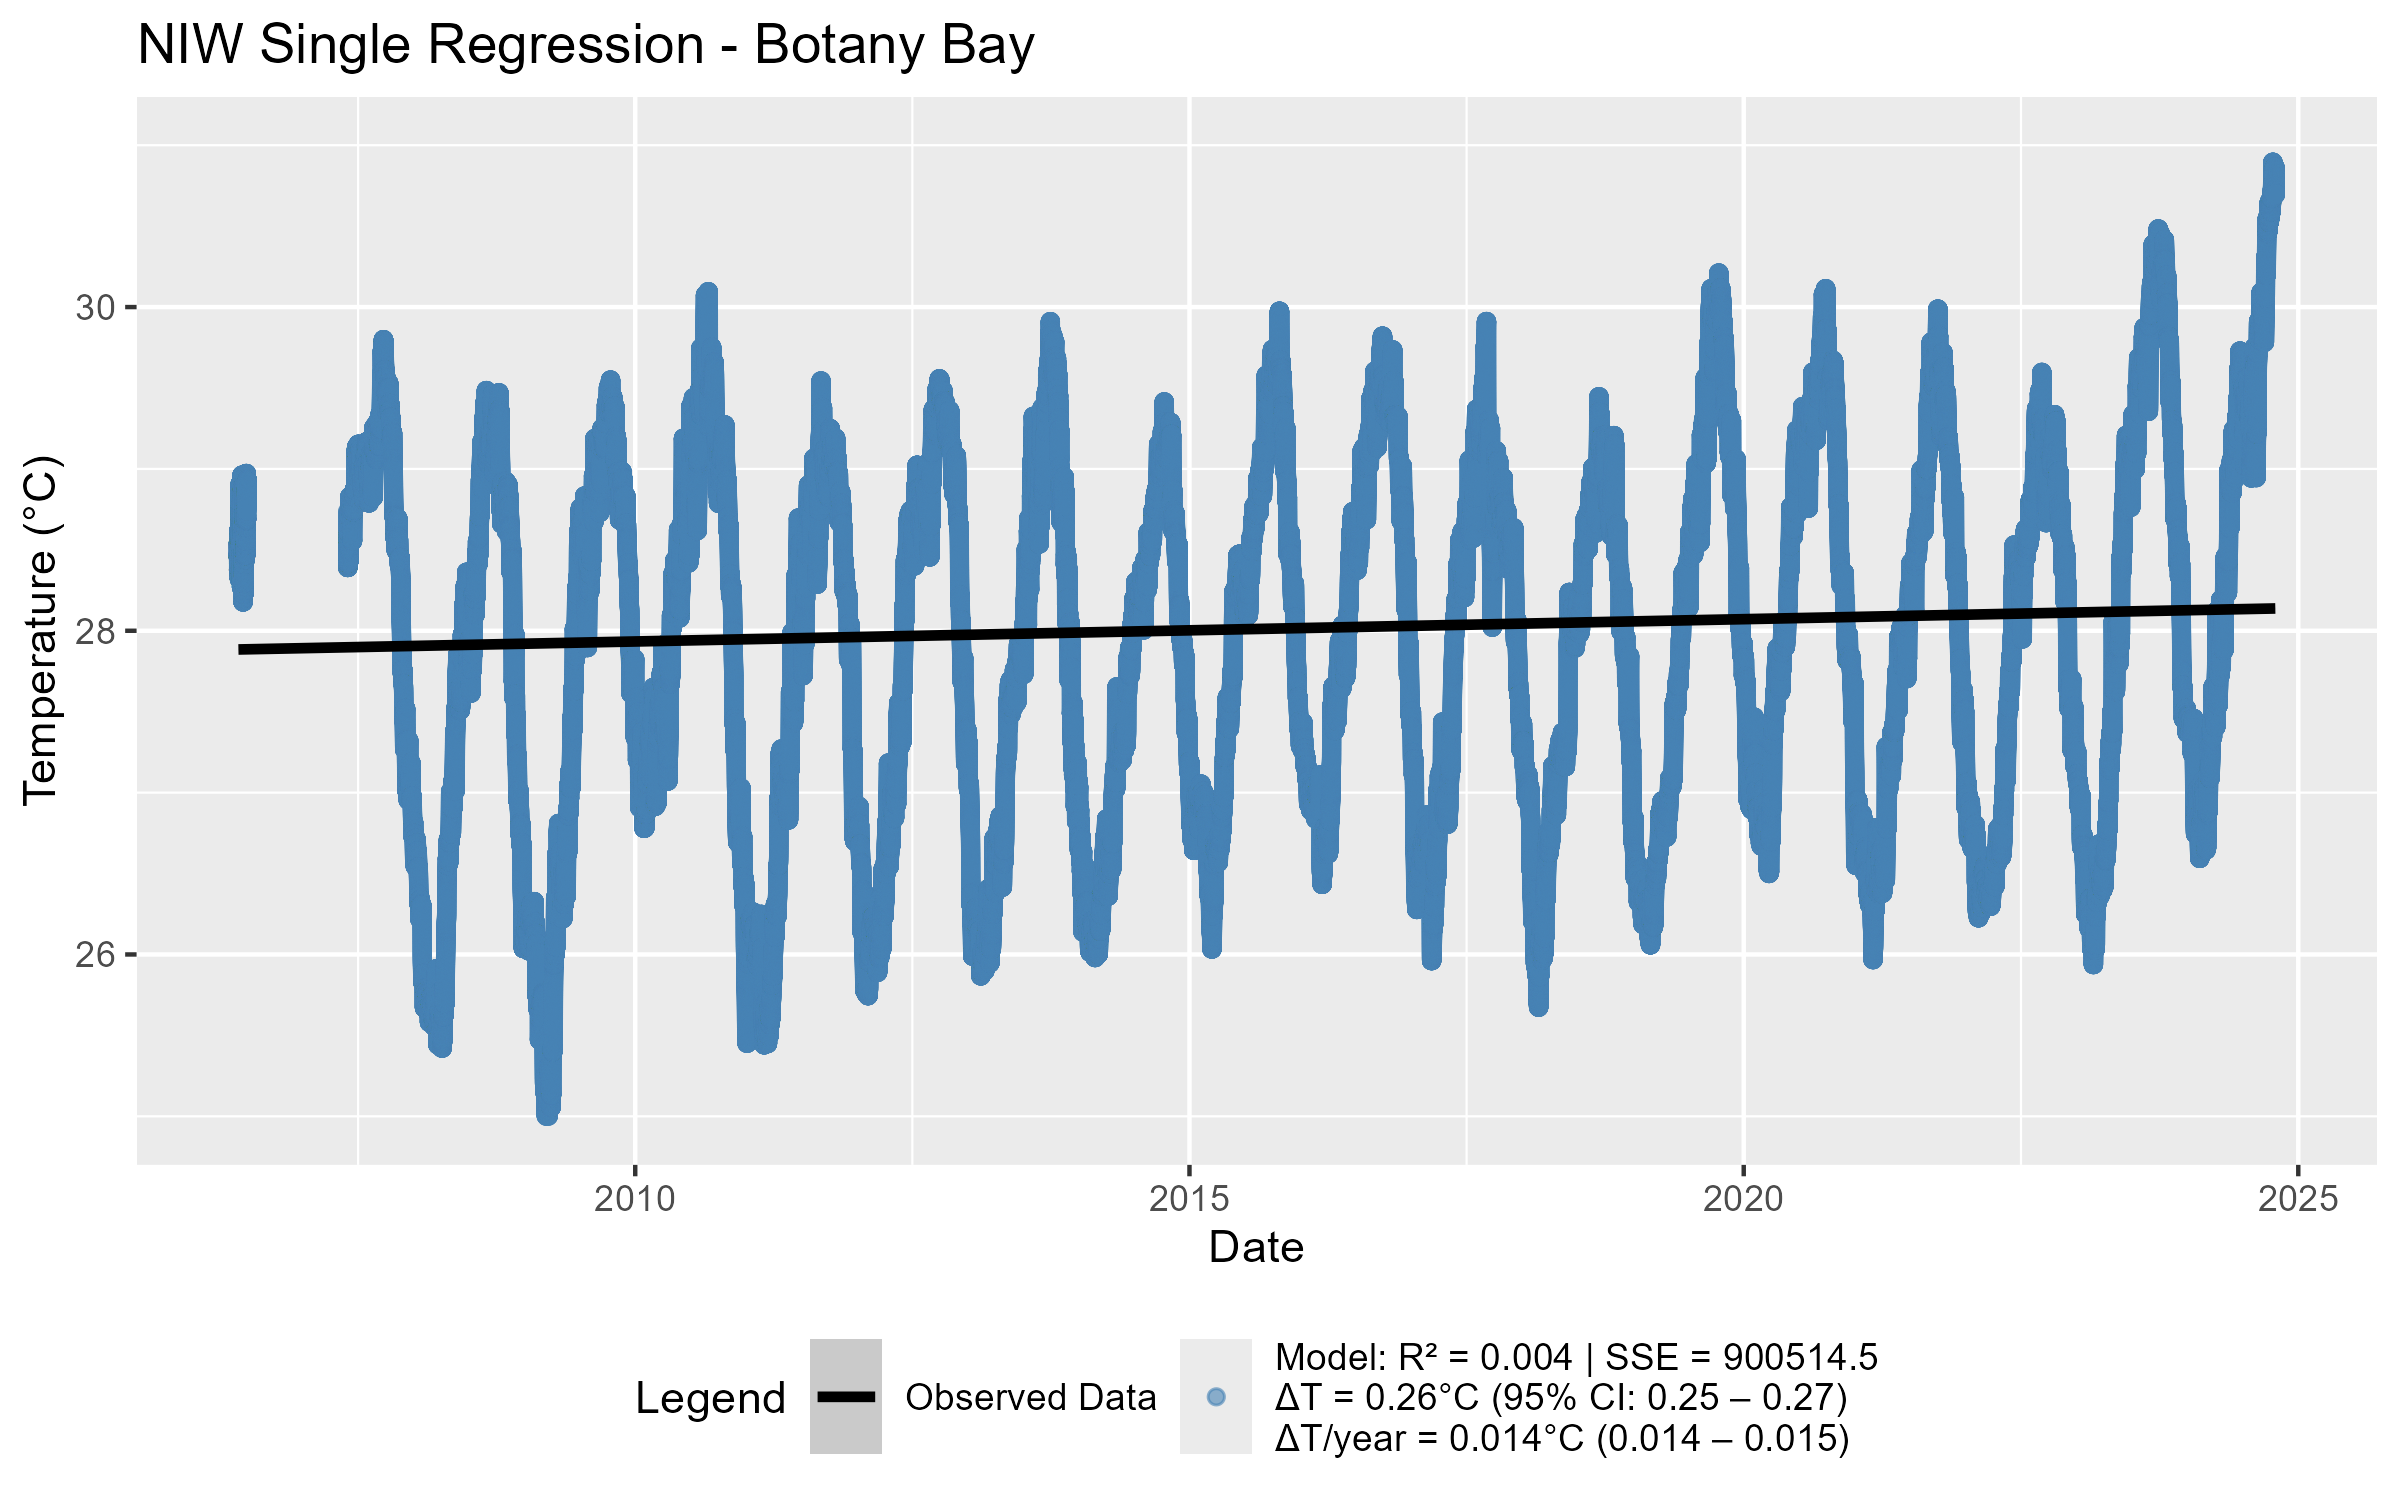 NIW Single Regression - Botany Bay
Temperature (°C)
30
28
26
2010
2015
2020
2025
Date
Legend
Observed Data
Model: R² = 0.004 | SSE = 900514.5
ΔT = 0.26°C (95% CI: 0.25 – 0.27)
ΔT/year = 0.014°C (0.014 – 0.015)